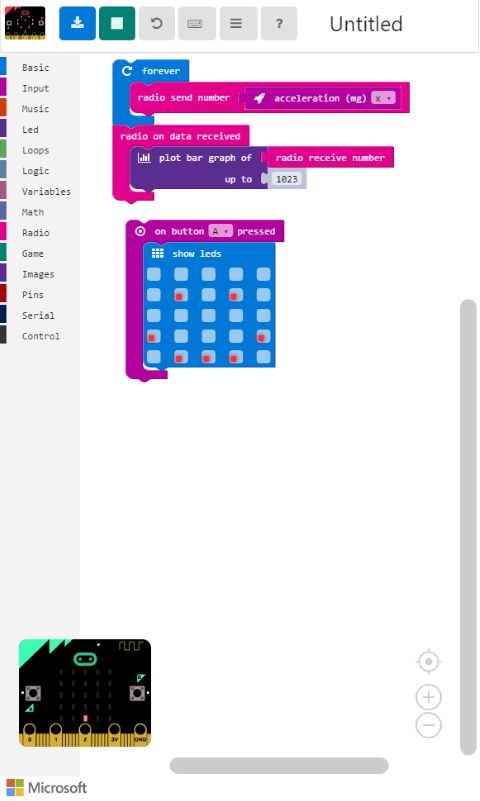 ? Untitled
Basic
Input
Music
Led
Loops
Logic
Variables
Math
Radio
Game
Images
Pins
Serial
Control
forever
radio send number acceleration (mg) x
radio on data received
plot bar graph of radio receive number
up to 1023
on button A pressed
show leds
0 1 2 3V GND
Microsoft